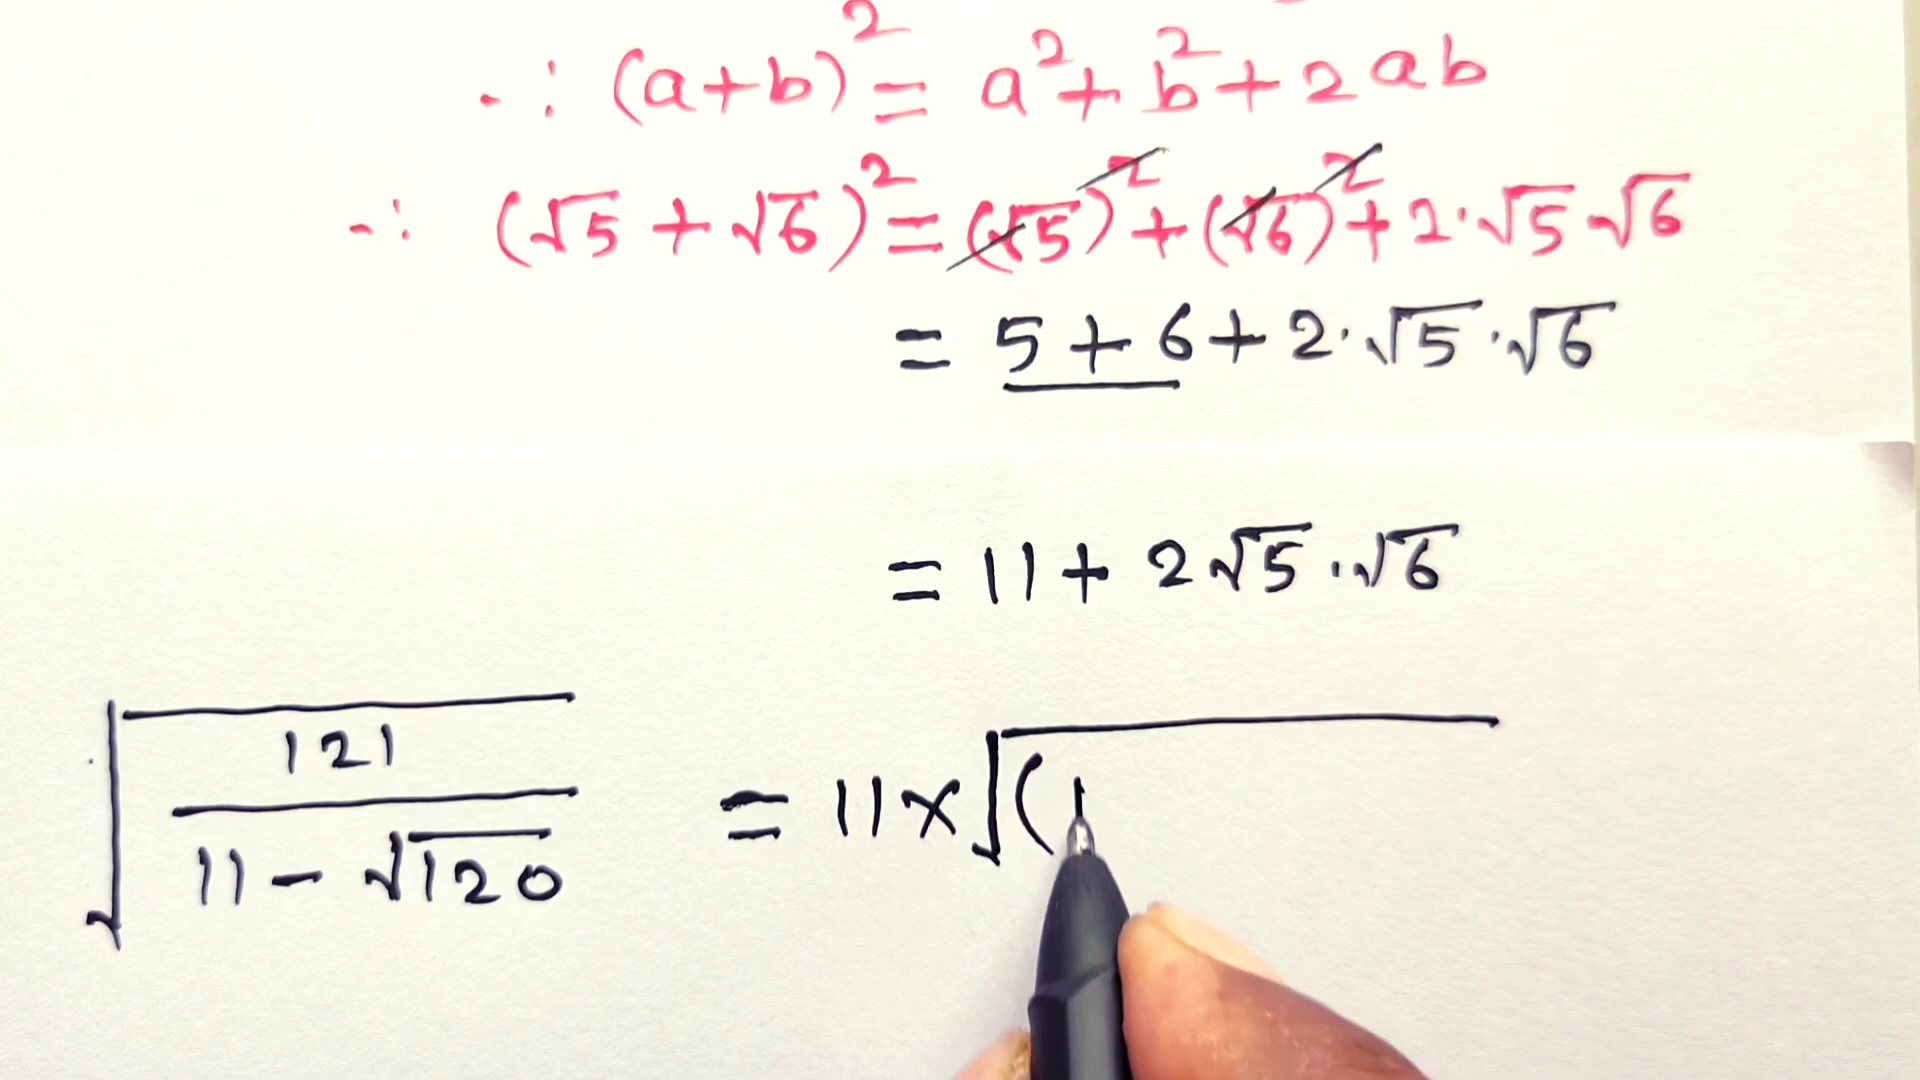 ∴ (a+b)² = a² + b² + 2ab
∴ (√5 + √6)² = (√5)² + (√6)² + 2·√5 √6
= 5 + 6 + 2·√5·√6
= 11 + 2√5·√6
√(121 / (11 - √120)) = 11 × √(1